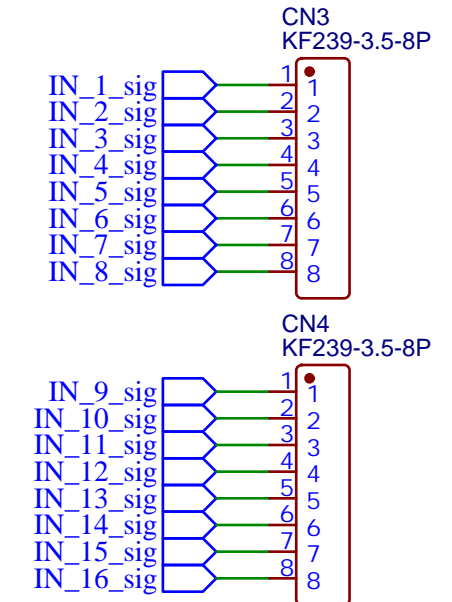 CN3
KF239-3.5-8P
IN_1_sig 1 1
IN_2_sig 2 2
IN_3_sig 3 3
IN_4_sig 4 4
IN_5_sig 5 5
IN_6_sig 6 6
IN_7_sig 7 7
IN_8_sig 8 8
CN4
KF239-3.5-8P
IN_9_sig 1 1
IN_10_sig 2 2
IN_11_sig 3 3
IN_12_sig 4 4
IN_13_sig 5 5
IN_14_sig 6 6
IN_15_sig 7 7
IN_16_sig 8 8